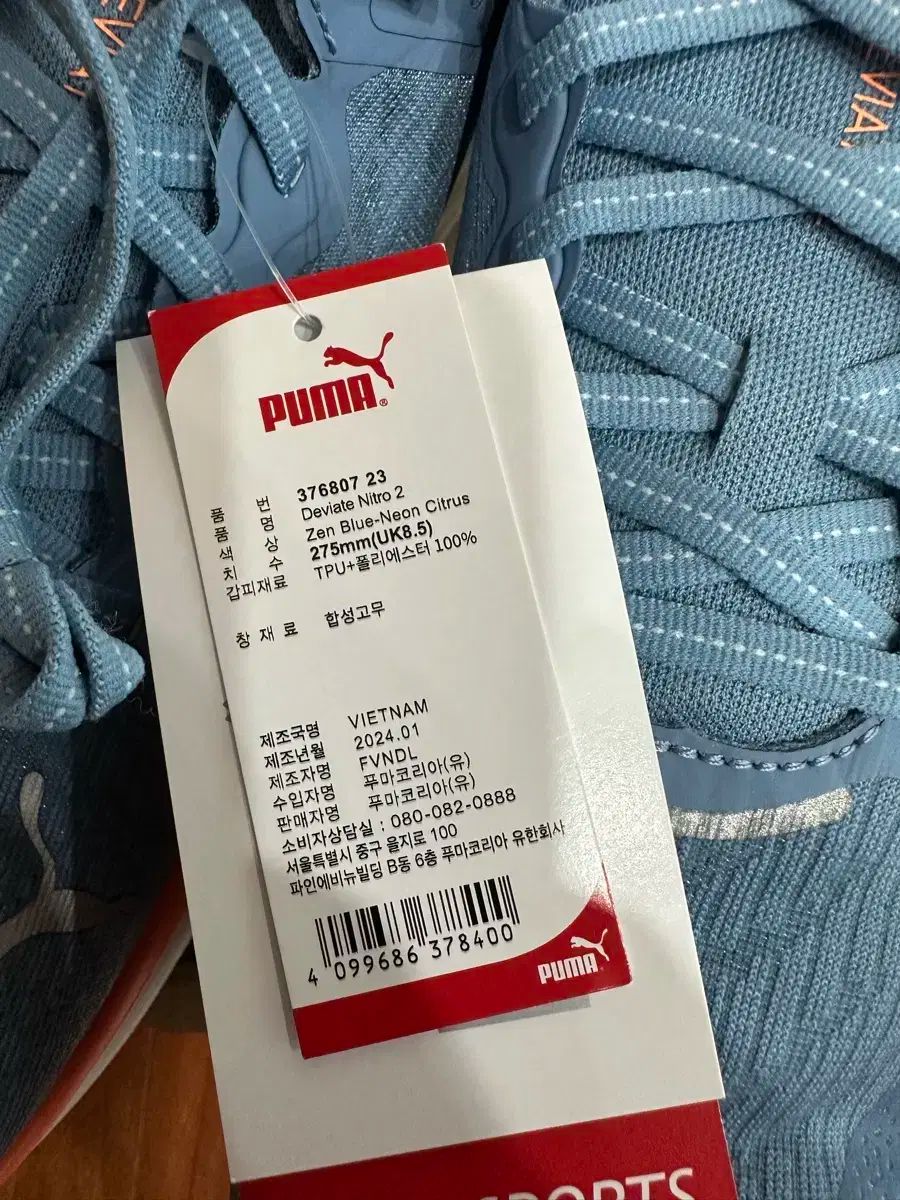 EVIA
EVIA
PUMA®
품 번 376807 23
품 명 Deviate Nitro 2
색 상 Zen Blue-Neon Citrus
치 수 275mm(UK8.5)
갑피재료 TPU+폴리에스터 100%
창 재 료 합성고무
제조국명 VIETNAM
제조년월 2024.01
제조자명 FVNDL
수입자명 푸마코리아(유)
판매자명 푸마코리아(유)
소비자상담실 : 080-082-0888
서울특별시 중구 을지로 100
파인에비뉴빌딩 B동 6층 푸마코리아 유한회사
4 099686 378400
PUMA
SPORTS